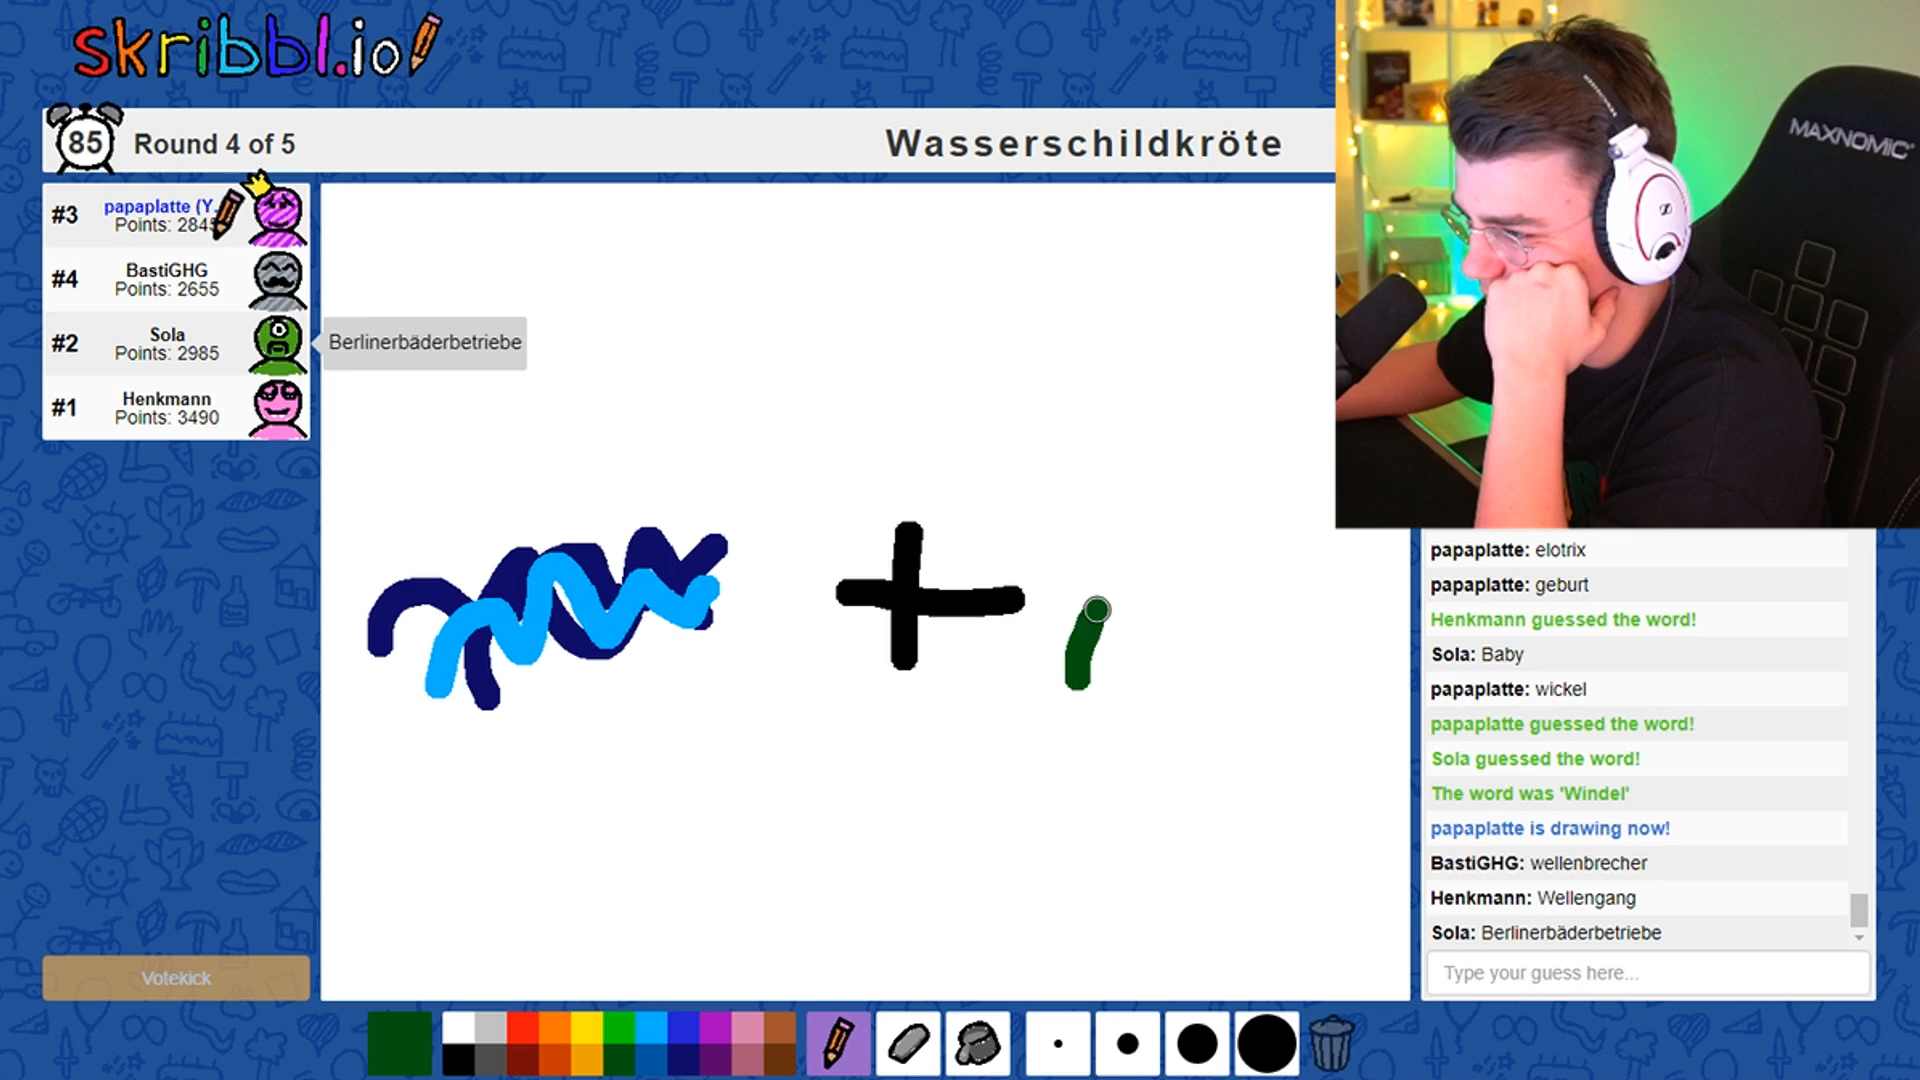 skribbl.io
85
Round 4 of 5
Wasserschildkröte
#3
papaplatte (Y
Points: 2845
#4
BastiGHG
Points: 2655
#2
Sola
Points: 2985
Berlinerbäderbetriebe
#1
Henkmann
Points: 3490
MAXNOMIC
papaplatte: elotrix
papaplatte: geburt
Henkmann guessed the word!
Sola: Baby
papaplatte: wickel
papaplatte guessed the word!
Sola guessed the word!
The word was 'Windel'
papaplatte is drawing now!
BastiGHG: wellenbrecher
Henkmann: Wellengang
Sola: Berlinerbäderbetriebe
Type your guess here...
Votekick